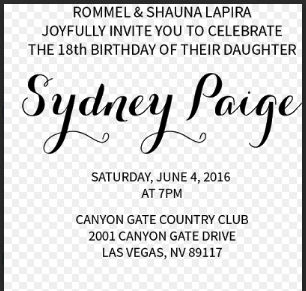 ROMMEL & SHAUNA LAPIRA
JOYFULLY INVITE YOU TO CELEBRATE
THE 18th BIRTHDAY OF THEIR DAUGHTER
Sydney Paige
SATURDAY, JUNE 4, 2016
AT 7PM
CANYON GATE COUNTRY CLUB
2001 CANYON GATE DRIVE
LAS VEGAS, NV 89117